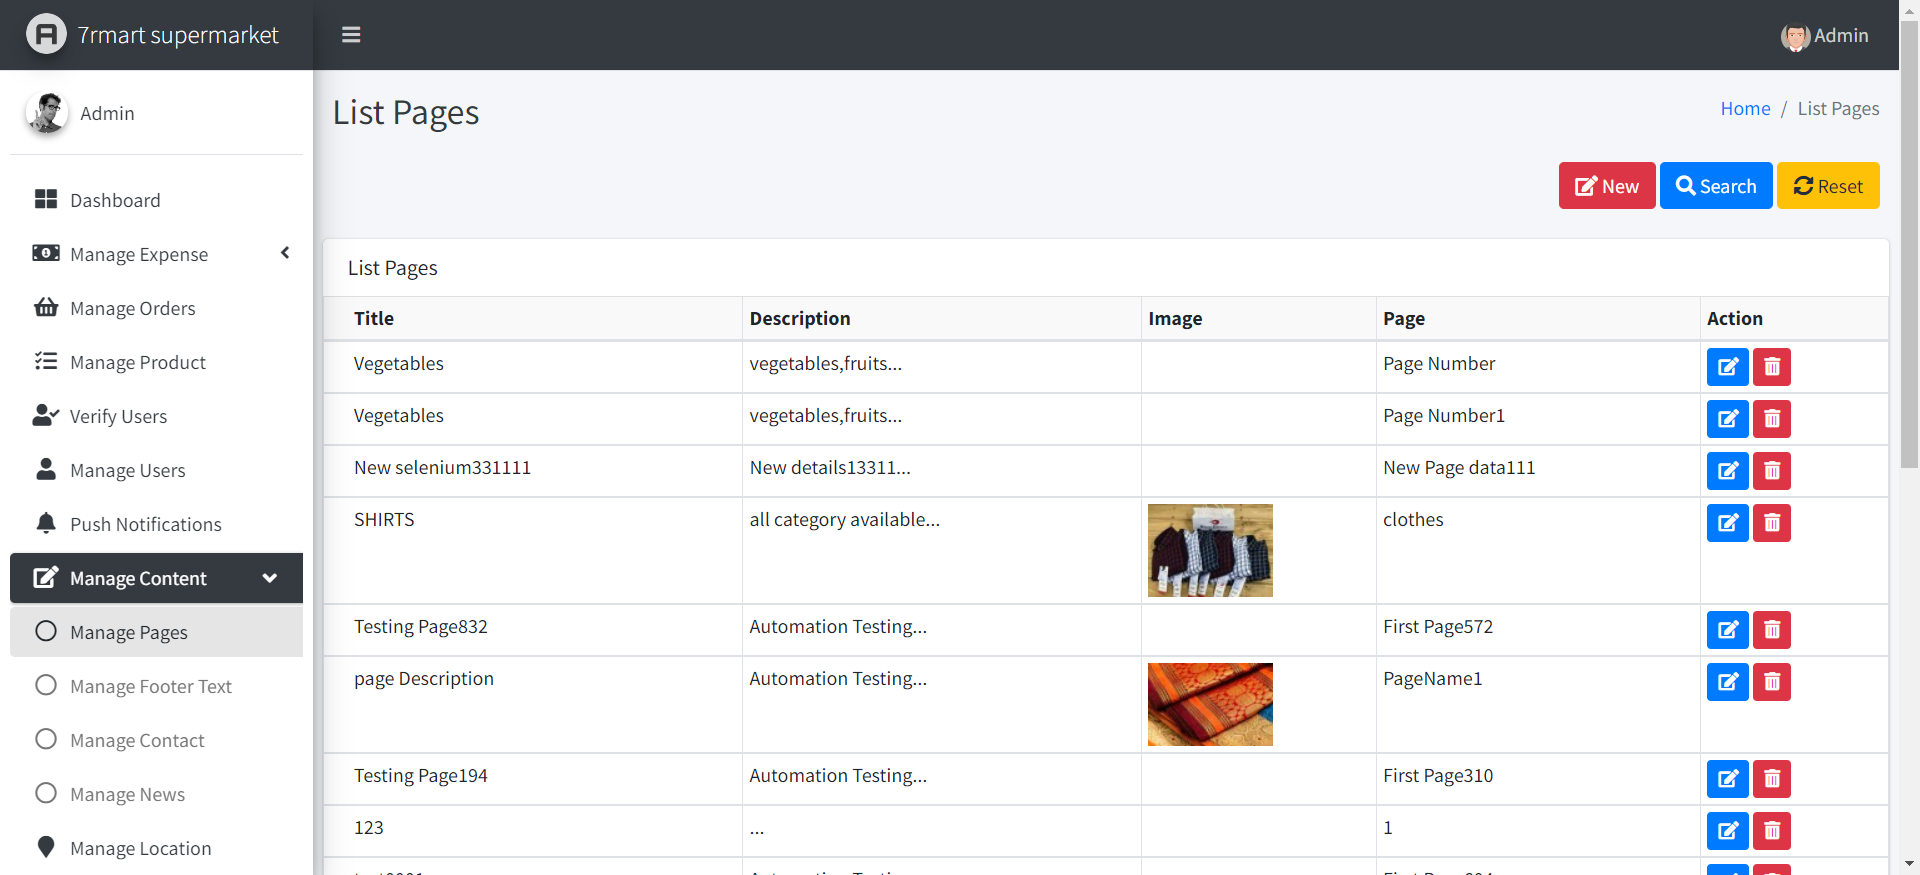 7rmart supermarket
Admin
Admin
Dashboard
Manage Expense
Manage Orders
Manage Product
Verify Users
Manage Users
Push Notifications
Manage Content
Manage Pages
Manage Footer Text
Manage Contact
Manage News
Manage Location
List Pages
Home / List Pages
New Search Reset
List Pages
Title Description Image Page Action
Vegetables vegetables,fruits... Page Number
Vegetables vegetables,fruits... Page Number1
New selenium331111 New details13311... New Page data111
SHIRTS all category available... clothes
Testing Page832 Automation Testing... First Page572
page Description Automation Testing... PageName1
Testing Page194 Automation Testing... First Page310
123 ... 1